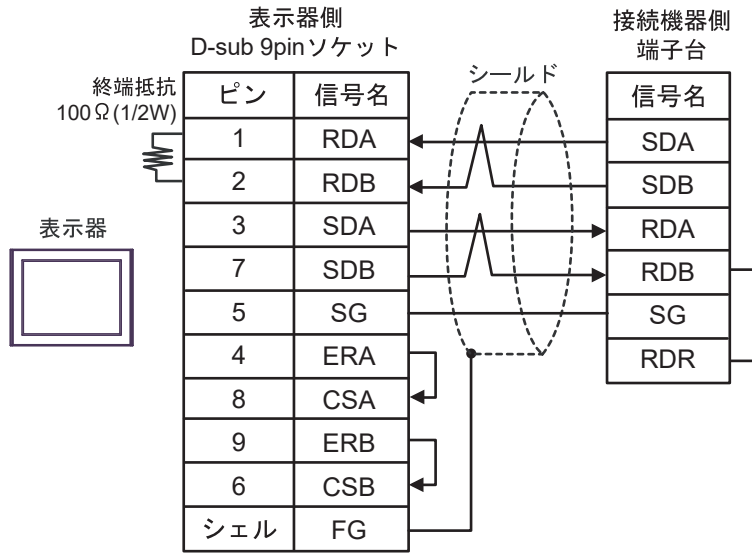 表示器側
D-sub 9pinソケット
接続機器側
端子台
シールド
終端抵抗
100Ω(1/2W)
表示器
ピン 信号名
1 RDA
2 RDB
3 SDA
7 SDB
5 SG
4 ERA
8 CSA
9 ERB
6 CSB
シェル FG
信号名
SDA
SDB
RDA
RDB
SG
RDR